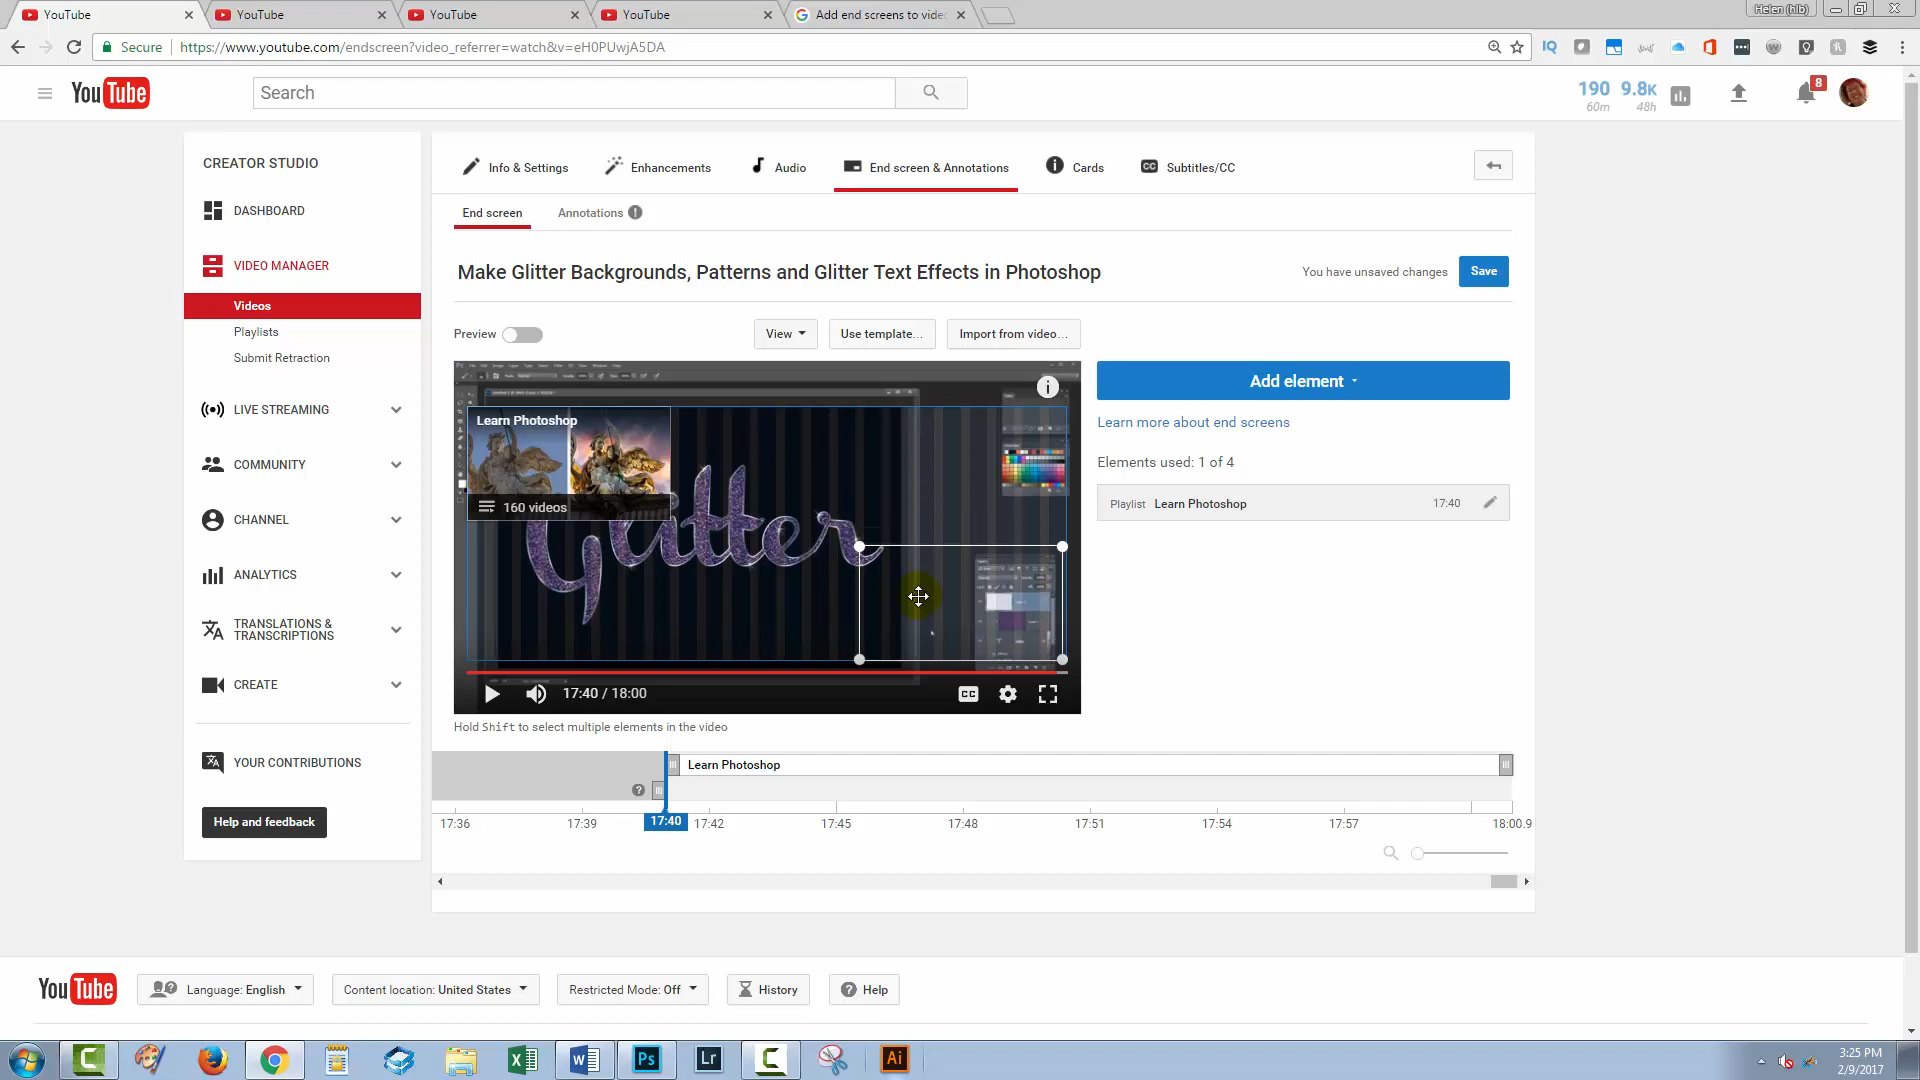 YouTube
YouTube
YouTube
YouTube
Add end screens to video
Helen (hlb)
Secure
https://www.youtube.com/endscreen?video_referrer=watch&v=eH0PUwjA5DA
YouTube
Search
190 9.8K
60m 48h
8
CREATOR STUDIO
DASHBOARD
VIDEO MANAGER
Videos
Playlists
Submit Retraction
LIVE STREAMING
COMMUNITY
CHANNEL
ANALYTICS
TRANSLATIONS &
TRANSCRIPTIONS
CREATE
YOUR CONTRIBUTIONS
Help and feedback
Info & Settings
Enhancements
Audio
End screen & Annotations
Cards
CC Subtitles/CC
End screen
Annotations
Make Glitter Backgrounds, Patterns and Glitter Text Effects in Photoshop
You have unsaved changes
Save
Preview
View
Use template...
Import from video...
Learn Photoshop
160 videos
Glitter
17:40 / 18:00
CC
Hold Shift to select multiple elements in the video
Add element
Learn more about end screens
Elements used: 1 of 4
Playlist Learn Photoshop 17:40
Learn Photoshop
?
17:36 17:39 17:40 17:42 17:45 17:48 17:51 17:54 17:57 18:00.9
YouTube
Language: English
Content location: United States
Restricted Mode: Off
History
Help
Ps
Lr
Ai
3:25 PM
2/9/2017